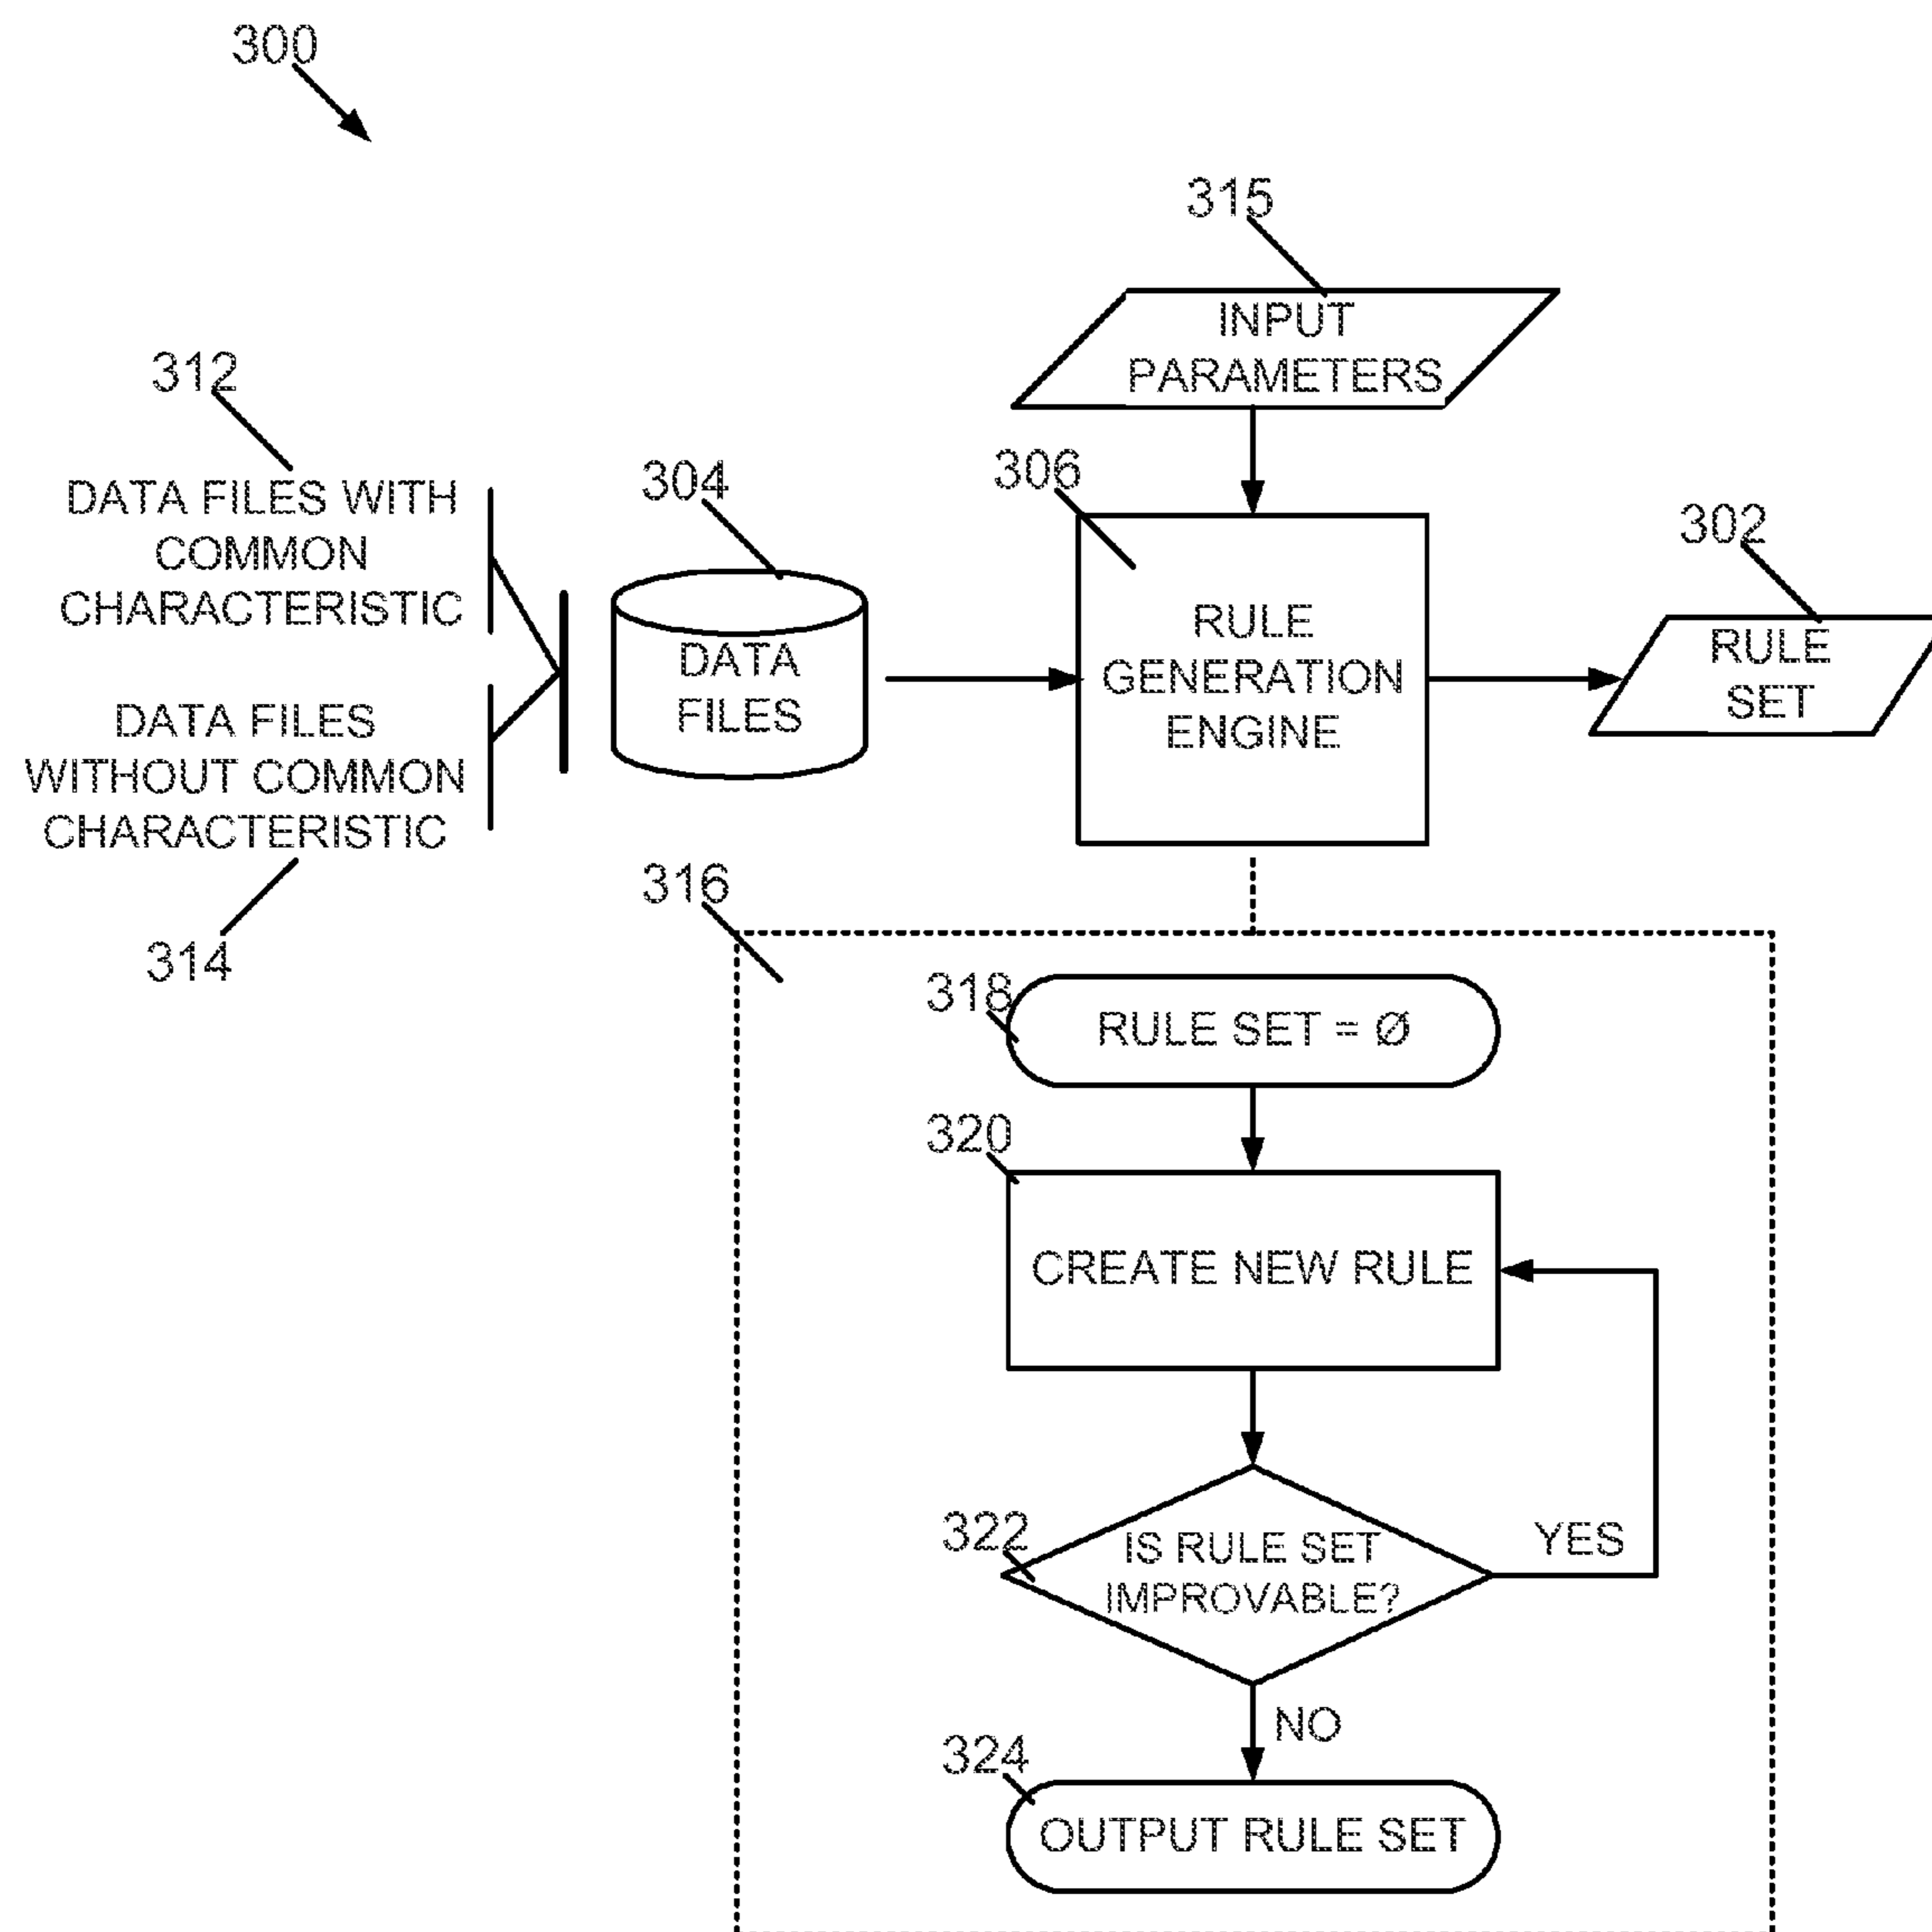 300
315
INPUT
PARAMETERS
312
DATA FILES WITH
COMMON
CHARACTERISTIC
304
DATA
FILES
306
RULE
GENERATION
ENGINE
302
RULE
SET
DATA FILES
WITHOUT COMMON
CHARACTERISTIC
314
316
318
RULE SET = Ø
320
CREATE NEW RULE
322
IS RULE SET
IMPROVABLE?
YES
NO
324
OUTPUT RULE SET